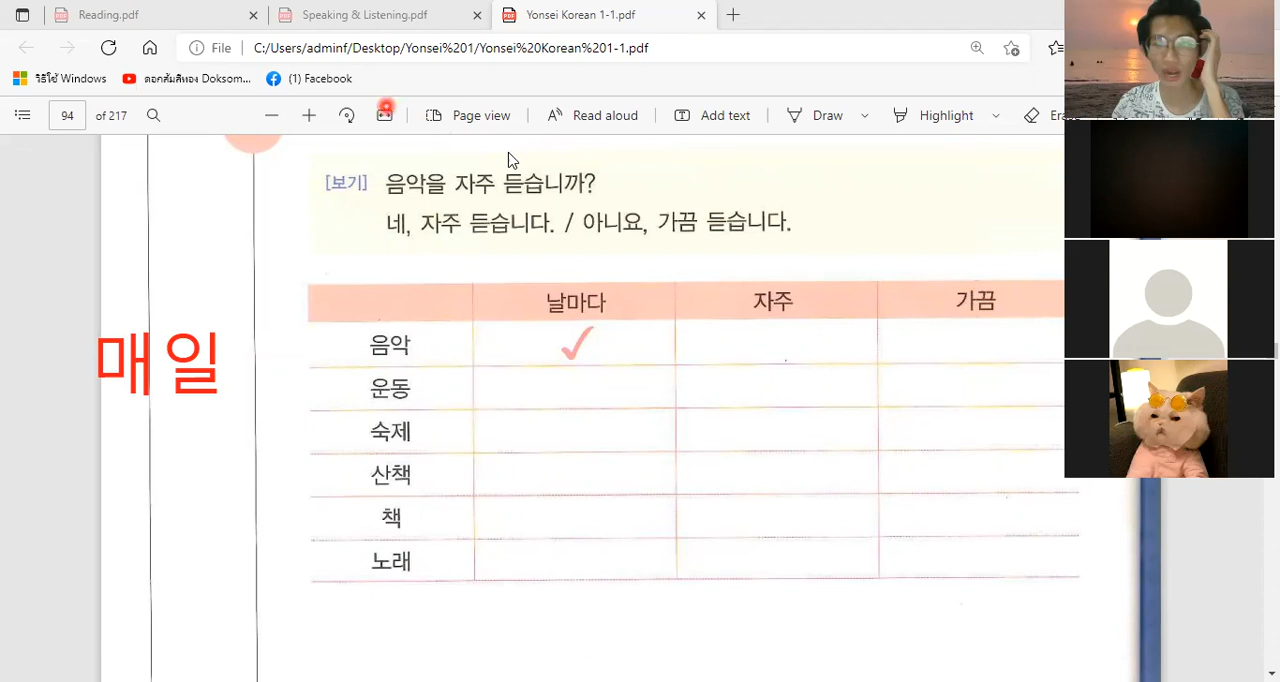 Reading.pdf
Speaking & Listening.pdf
Yonsei Korean 1-1.pdf
File C:/Users/adminf/Desktop/Yonsei%201/Yonsei%20Korean%201-1.pdf
วิธีใช้ Windows
ดอกส้มสีทอง Doksom...
(1) Facebook
94 of 217
Page view
Read aloud
Add text
Draw
Highlight
[보기] 음악을 자주 듣습니까?
네, 자주 듣습니다. / 아니요, 가끔 듣습니다.
날마다 자주 가끔
음악
매일
운동
숙제
산책
책
노래